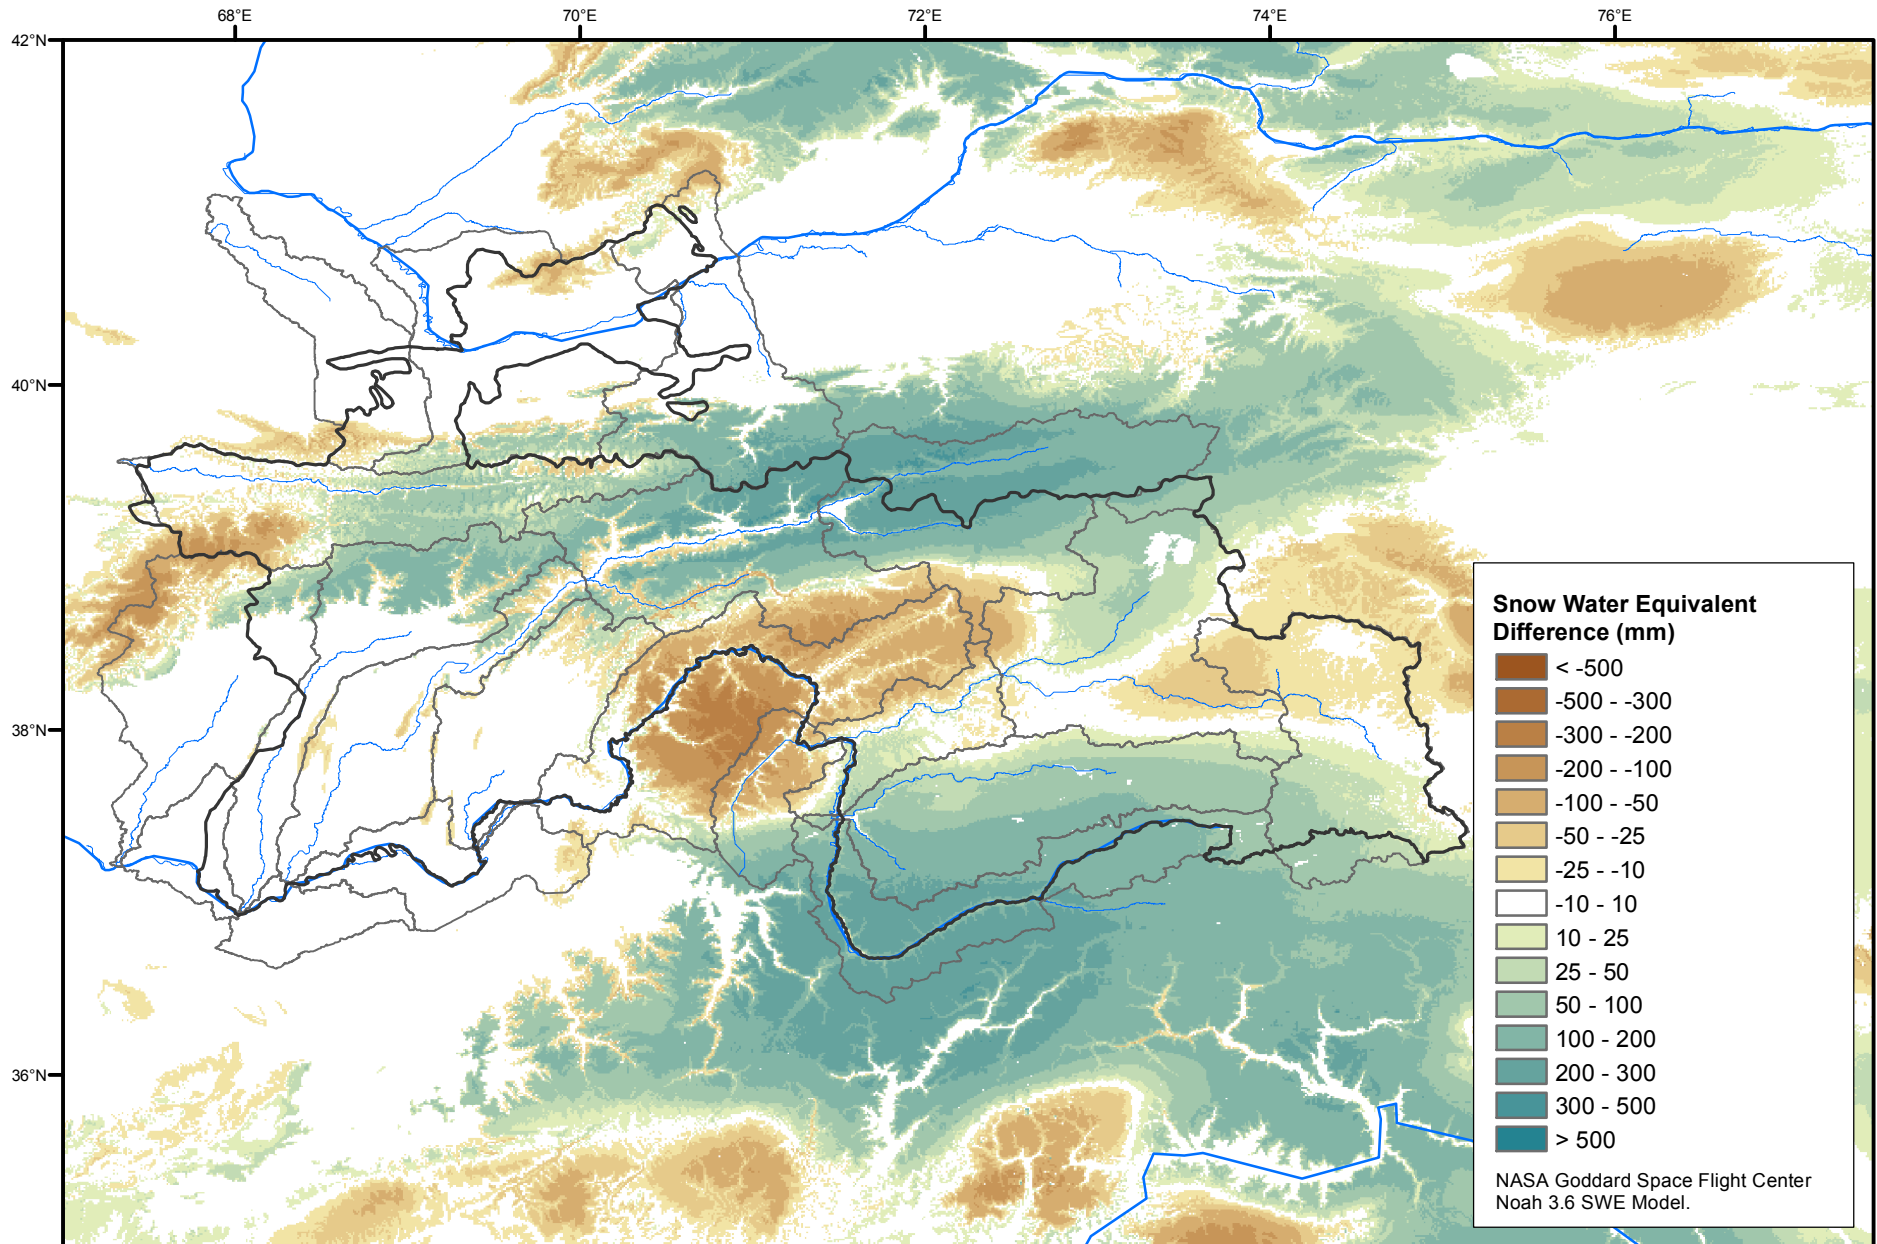 68°E
70°E
72°E
74°E
76°E
42°N
40°N
38°N
36°N
Snow Water Equivalent
Difference (mm)
< -500
-500 - -300
-300 - -200
-200 - -100
-100 - -50
-50 - -25
-25 - -10
-10 - 10
10 - 25
25 - 50
50 - 100
100 - 200
200 - 300
300 - 500
> 500
NASA Goddard Space Flight Center
Noah 3.6 SWE Model.